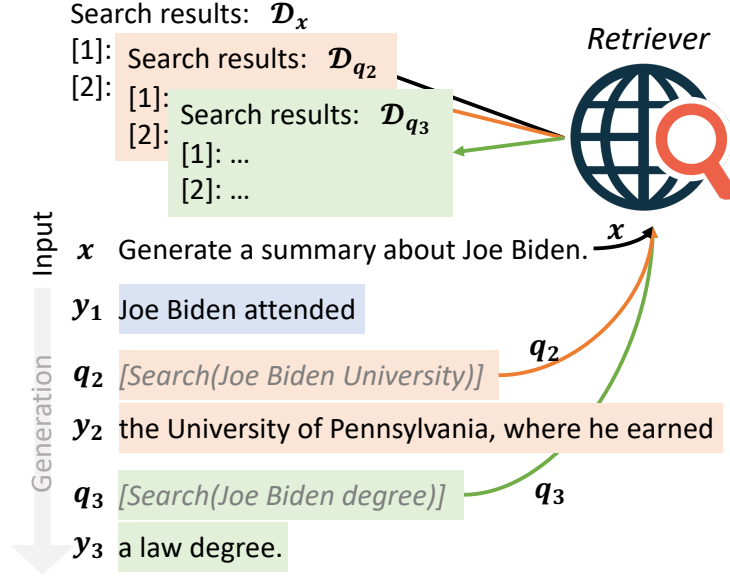 Search results: 𝓓x
[1]:
[2]:
Search results: 𝓓q2
[1]:
[2]:
Search results: 𝓓q3
[1]: ...
[2]: ...
Retriever
Input
x Generate a summary about Joe Biden.
x
y1 Joe Biden attended
q2 [Search(Joe Biden University)]
q2
y2 the University of Pennsylvania, where he earned
q3 [Search(Joe Biden degree)]
q3
y3 a law degree.
Generation